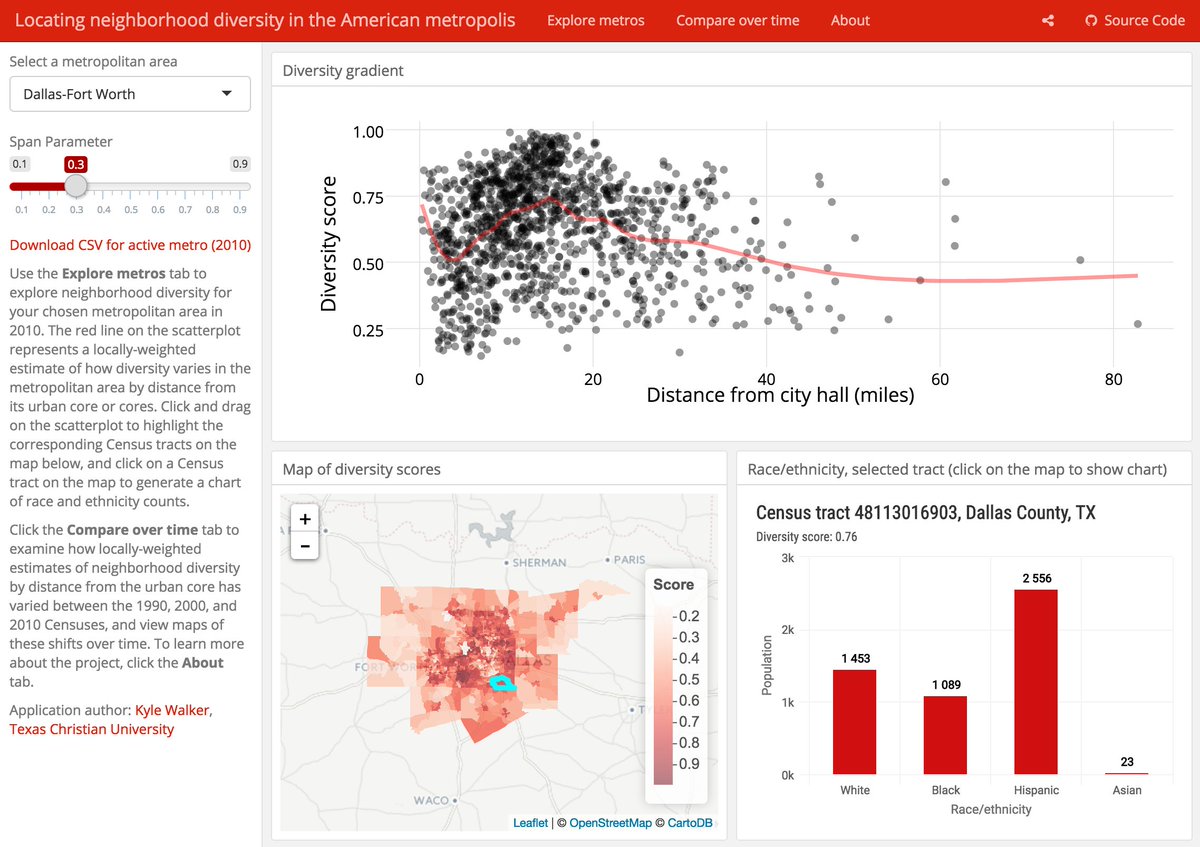 Locating neighborhood diversity in the American metropolis
Explore metros
Compare over time
About
Source Code
Select a metropolitan area
Dallas-Fort Worth
Span Parameter
0.1
0.3
0.9
0.1 0.2 0.3 0.4 0.5 0.6 0.7 0.8 0.9
Download CSV for active metro (2010)
Use the Explore metros tab to
explore neighborhood diversity for
your chosen metropolitan area in
2010. The red line on the scatterplot
represents a locally-weighted
estimate of how diversity varies in the
metropolitan area by distance from
its urban core or cores. Click and drag
on the scatterplot to highlight the
corresponding Census tracts on the
map below, and click on a Census
tract on the map to generate a chart
of race and ethnicity counts.
Click the Compare over time tab to
examine how locally-weighted
estimates of neighborhood diversity
by distance from the urban core has
varied between the 1990, 2000, and
2010 Censuses, and view maps of
these shifts over time. To learn more
about the project, click the About
tab.
Application author: Kyle Walker,
Texas Christian University
Diversity gradient
Diversity score
1.00
0.75
0.50
0.25
0 20 40 60 80
Distance from city hall (miles)
Map of diversity scores
+
−
SHERMAN
PARIS
DALLAS
WACO
Score
0.2
0.3
0.4
0.5
0.6
0.7
0.8
0.9
Leaflet | © OpenStreetMap © CartoDB
Race/ethnicity, selected tract (click on the map to show chart)
Census tract 48113016903, Dallas County, TX
Diversity score: 0.76
Population
3k
2k
1k
0k
1 453
1 089
2 556
23
White Black Hispanic Asian
Race/ethnicity